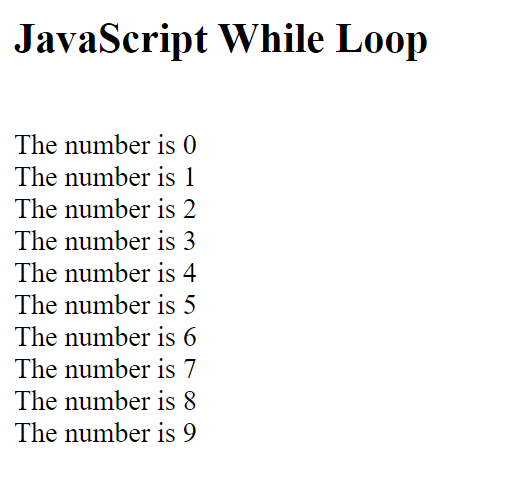 JavaScript While Loop
The number is 0
The number is 1
The number is 2
The number is 3
The number is 4
The number is 5
The number is 6
The number is 7
The number is 8
The number is 9